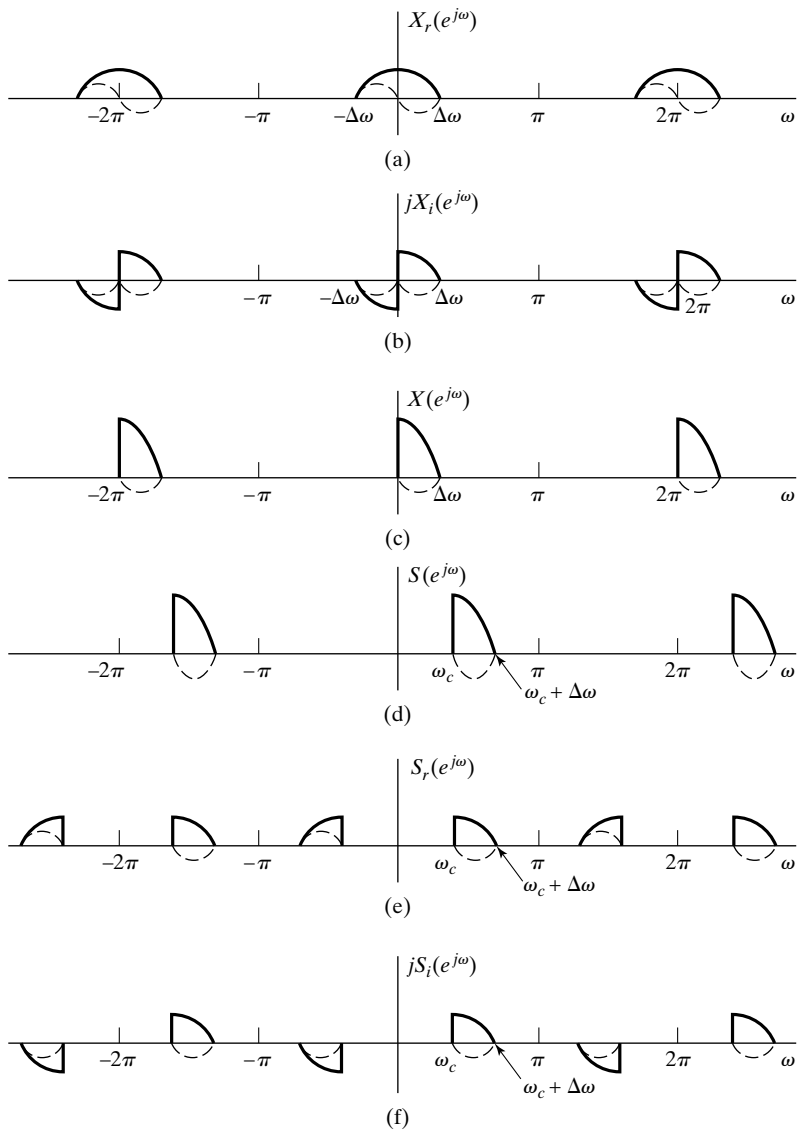 X_r(e^{jω})
−2π −π −Δω Δω π 2π ω
(a)
jX_i(e^{jω})
−π −Δω Δω π 2π ω
(b)
X(e^{jω})
−2π −π Δω π 2π ω
(c)
S(e^{jω})
−2π −π ω_c π 2π ω
ω_c + Δω
(d)
S_r(e^{jω})
−2π −π ω_c π 2π ω
ω_c + Δω
(e)
jS_i(e^{jω})
−2π −π ω_c π 2π ω
ω_c + Δω
(f)